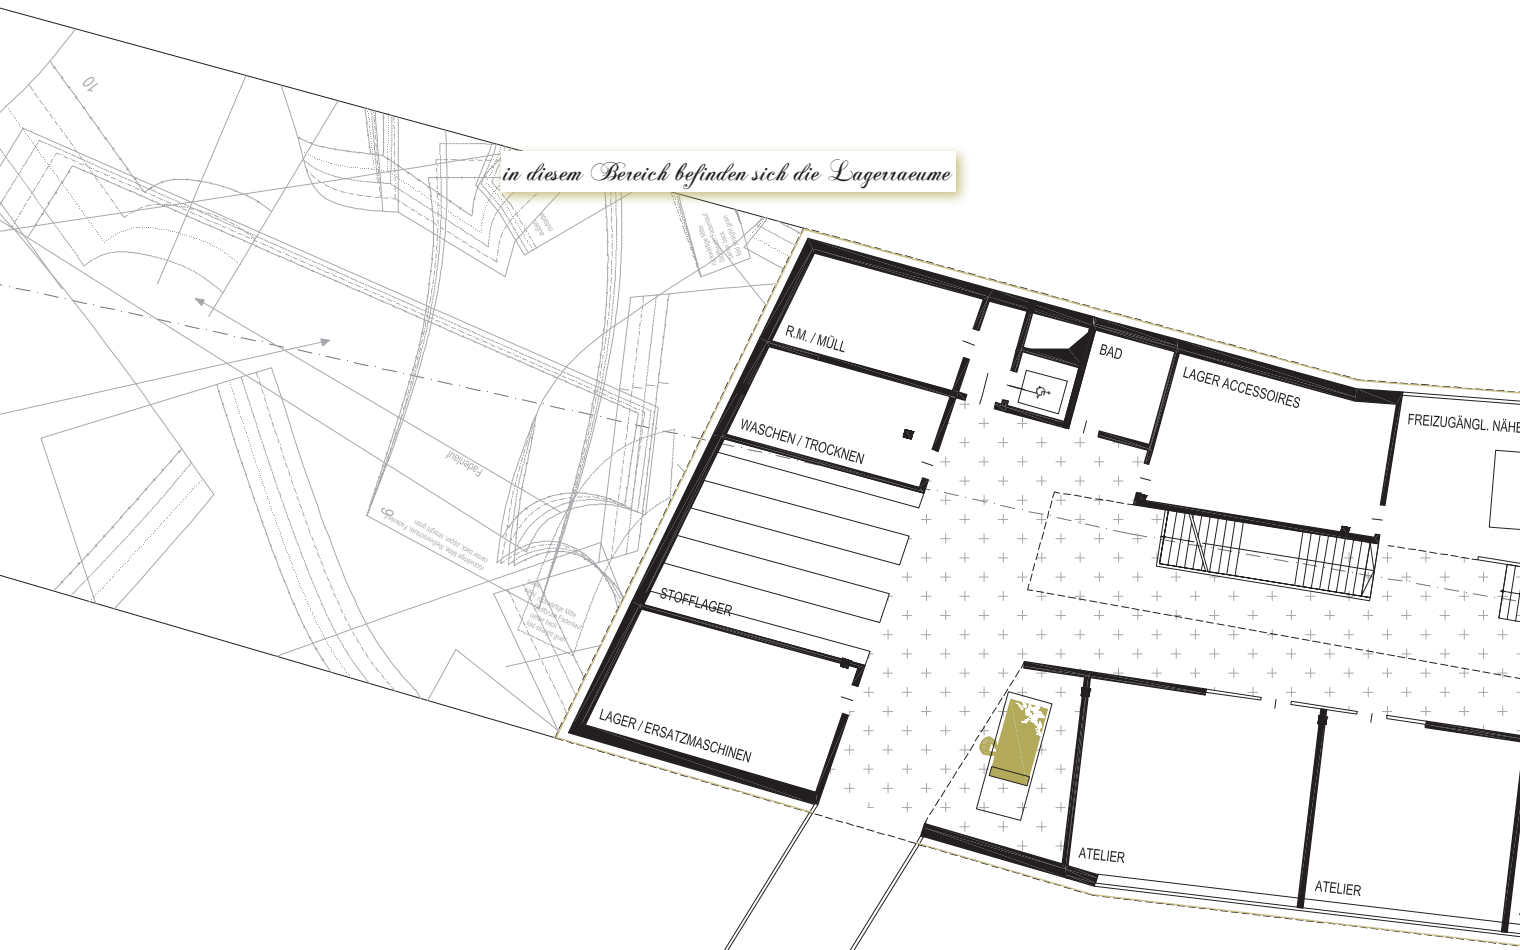 10
in diesem Bereich befinden sich die Lagerraeume
R.M. / MÜLL
BAD
LAGER ACCESSOIRES
FREIZUGÄNGL. NÄHE
WASCHEN / TROCKNEN
Fadenlauf
9
STOFFLAGER
LAGER / ERSATZMASCHINEN
ATELIER
ATELIER